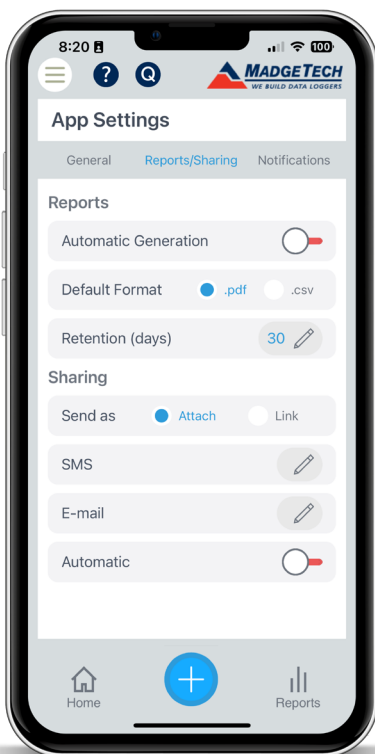 8:20
100
?
Q
MADGETECH
WE BUILD DATA LOGGERS
App Settings
General Reports/Sharing Notifications
Reports
Automatic Generation
Default Format .pdf .csv
Retention (days) 30
Sharing
Send as Attach Link
SMS
E-mail
Automatic
Home Reports